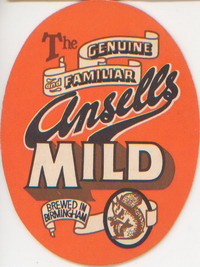 The GENUINE
and FAMILIAR
Ansells
MILD
BREWED IN
BIRMINGHAM